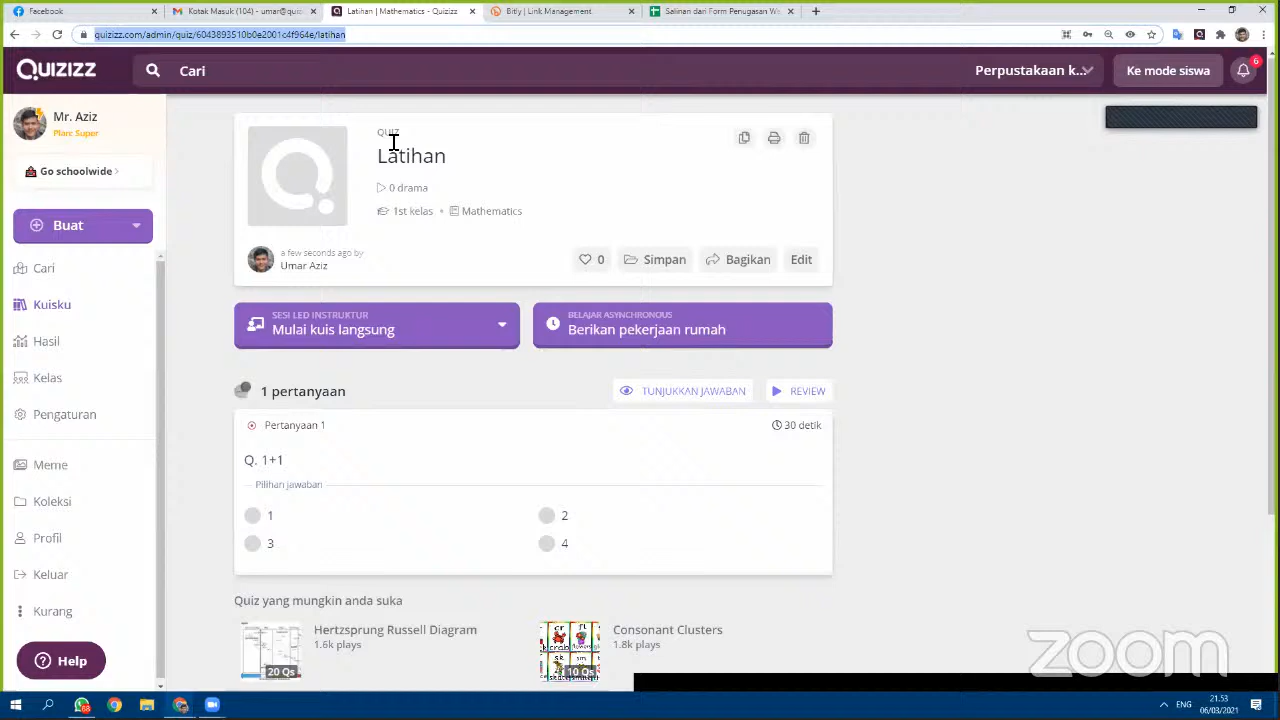 Facebook
Kotak Masuk (104) - umar@quiz
Latihan | Mathematics - Quizizz
Bitly | Link Management
Salinan dari Form Penugasan W
quizizz.com/admin/quiz/6043893510b0e2001c4f964e/latihan
QUIZIZZ
Cari
Perpustakaan k...
Ke mode siswa
6
Mr. Aziz
Go schoolwide
Buat
Cari
Kuisku
Hasil
Kelas
Pengaturan
Meme
Koleksi
Profil
Keluar
Kurang
Help
QUIZ
Latihan
0 drama
1st kelas • Mathematics
a few seconds ago by
Umar Aziz
0
Simpan
Bagikan
Edit
SESI LED INSTRUKTUR
Mulai kuis langsung
BELAJAR ASYNCHRONOUS
Berikan pekerjaan rumah
1 pertanyaan
TUNJUKKAN JAWABAN
REVIEW
Pertanyaan 1
30 detik
Q. 1+1
Pilihan jawaban
1
2
3
4
Quiz yang mungkin anda suka
Hertzsprung Russell Diagram
1.6k plays
20 Qs
Consonant Clusters
1.8k plays
10 Qs
zoom
ENG
21.53
06/03/2021